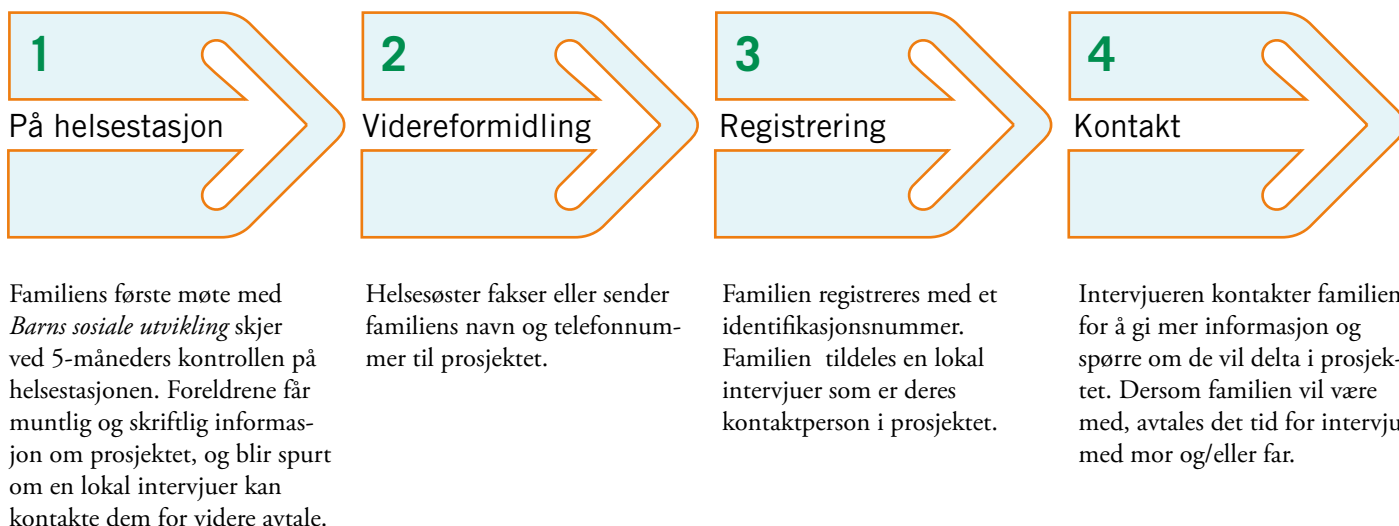 1
På helsestasjon
Familiens første møte med
Barns sosiale utvikling skjer
ved 5-måneders kontrollen på
helsestasjonen. Foreldrene får
muntlig og skriftlig informas-
jon om prosjektet, og blir spurt
om en lokal intervjuer kan
kontakte dem for videre avtale.
2
Videreformidling
Helsesøster fakser eller sender
familiens navn og telefonnum-
mer til prosjektet.
3
Registrering
Familien registreres med et
identifikasjonsnummer.
Familien  tildeles en lokal
intervjuer som er deres
kontaktperson i prosjektet.
4
Kontakt
Intervjueren kontakter familien
for å gi mer informasjon og
spørre om de vil delta i prosjek-
tet. Dersom familien vil være
med, avtales det tid for intervju
med mor og/eller far.